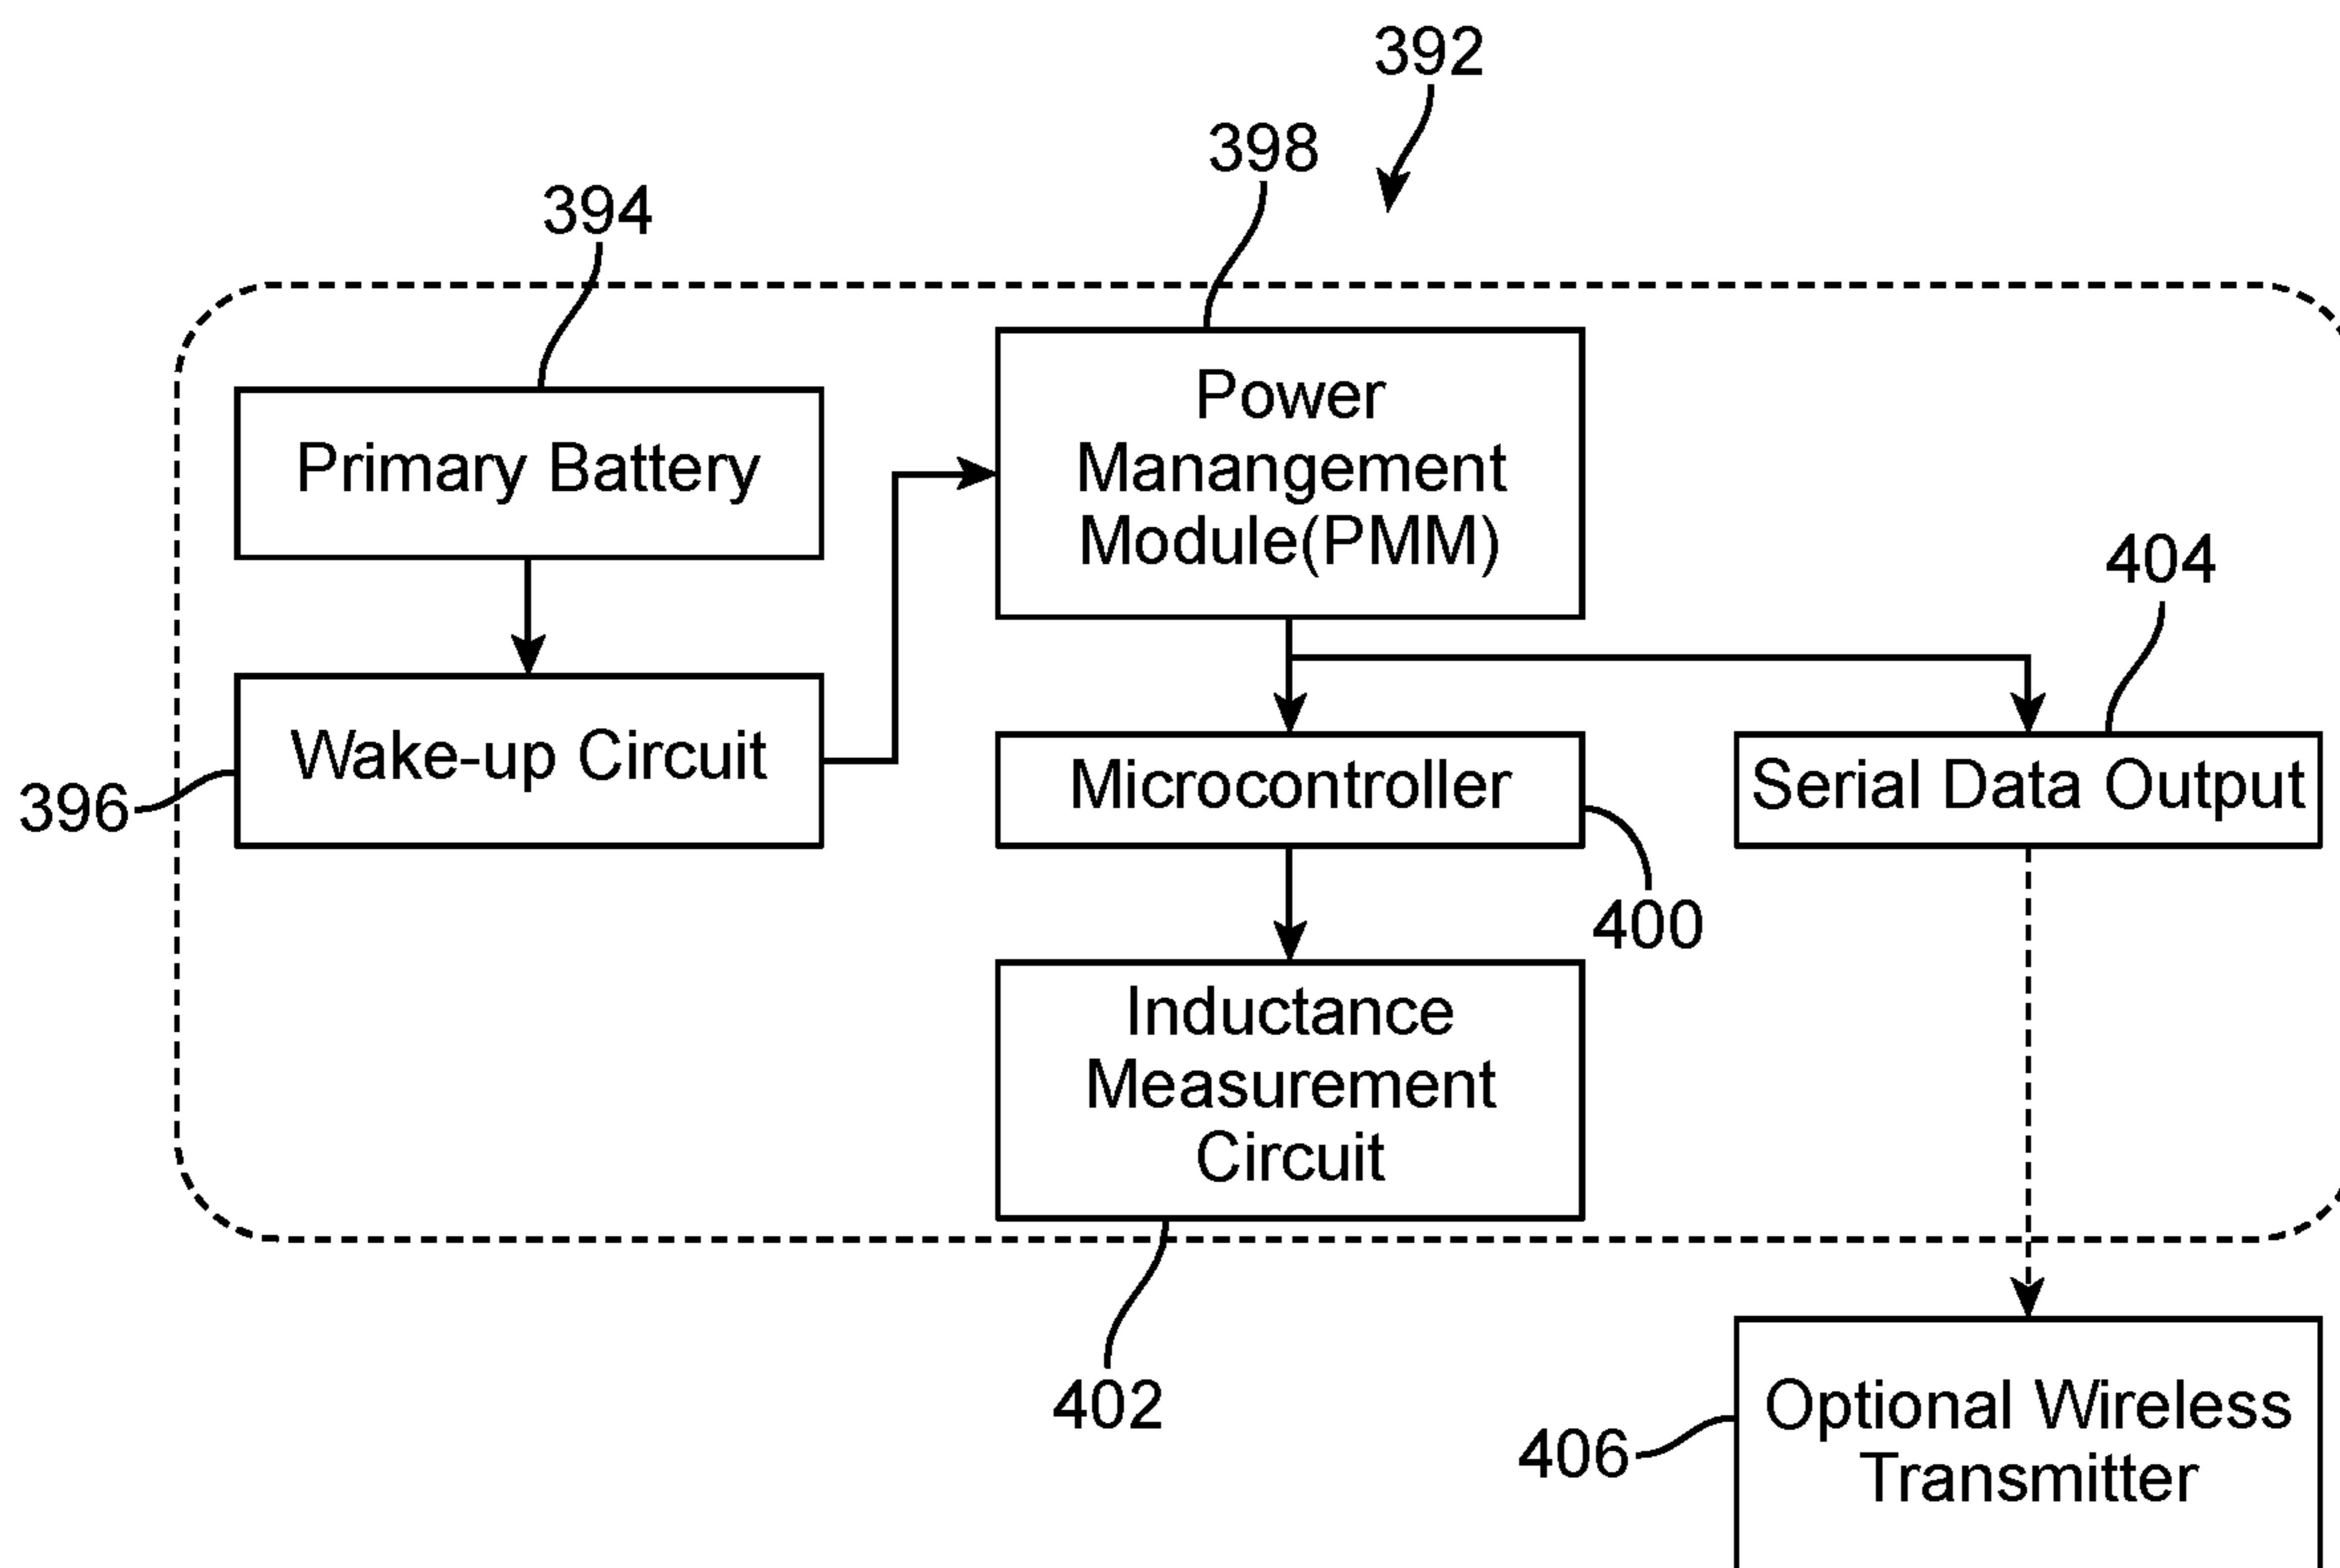 392
398
394
Primary Battery
Power
Manangement
Module(PMM)
404
Wake-up Circuit
396
Microcontroller
Serial Data Output
400
Inductance
Measurement
Circuit
402
406
Optional Wireless
Transmitter